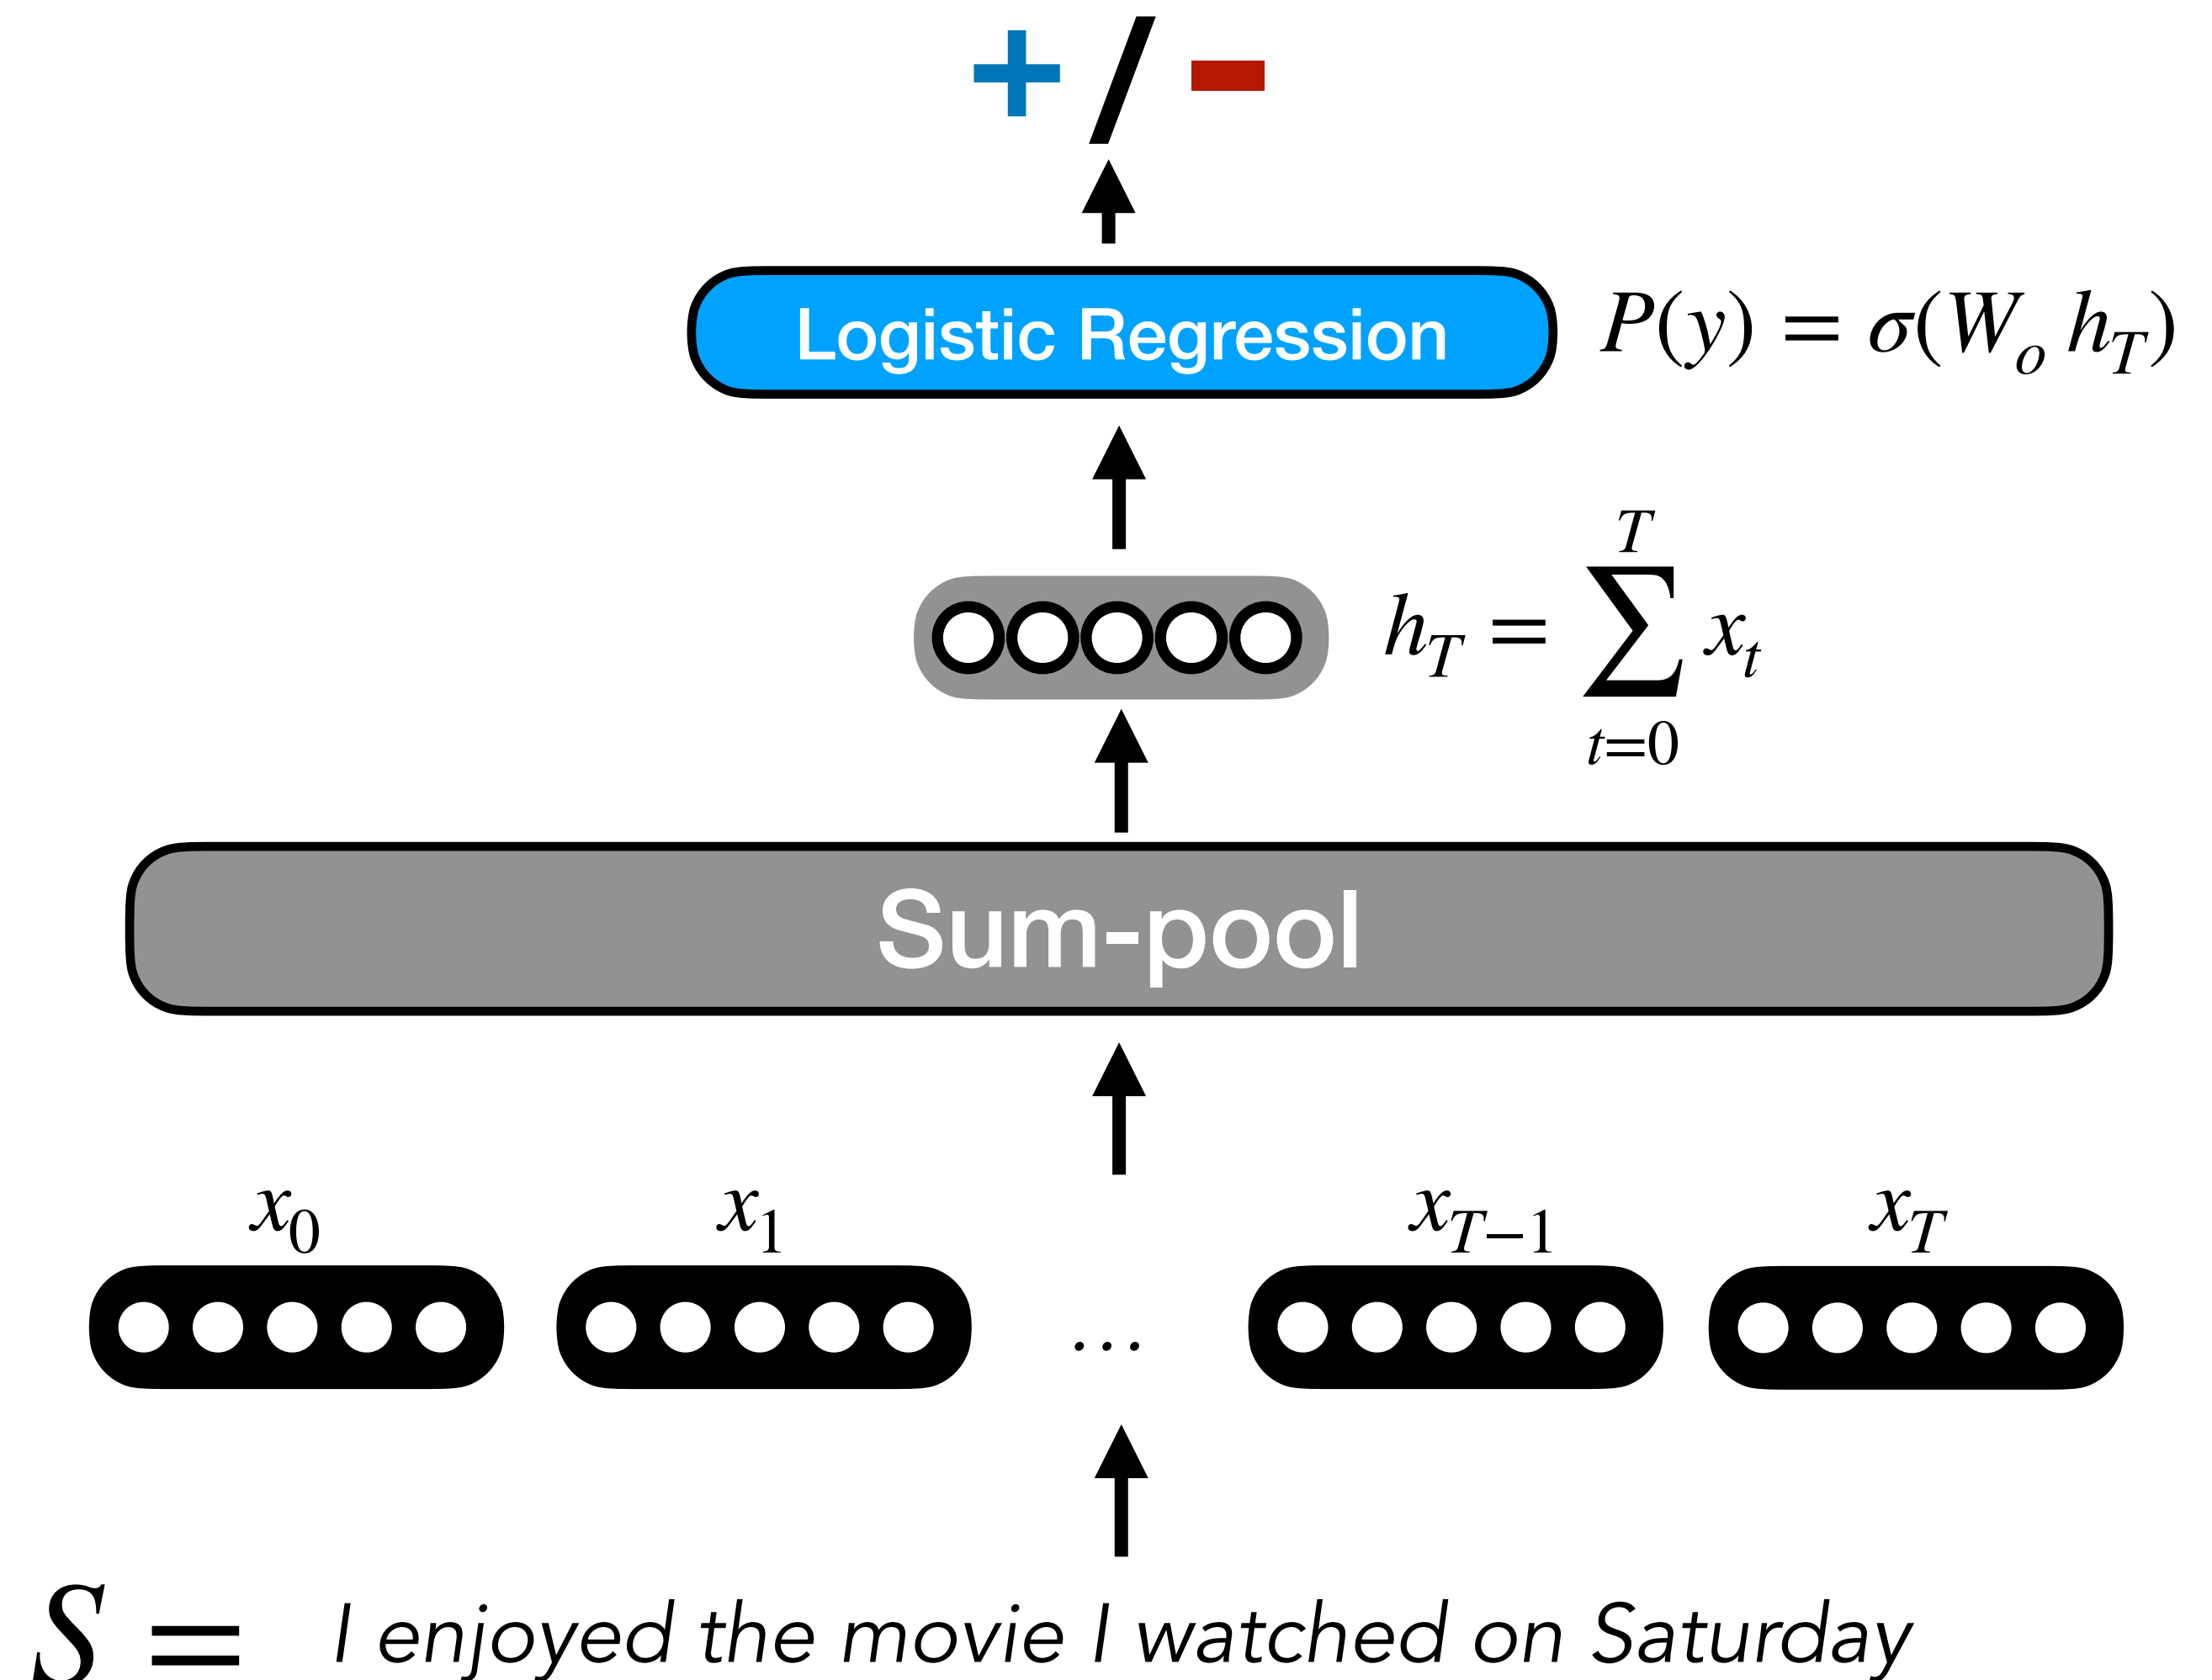 + / -
Logistic Regression
P(y) = σ(W_o h_T)
h_T = \sum_{t=0}^{T} x_t
Sum-pool
x_0 x_1 x_{T-1} x_T
...
S = I enjoyed the movie I watched on Saturday